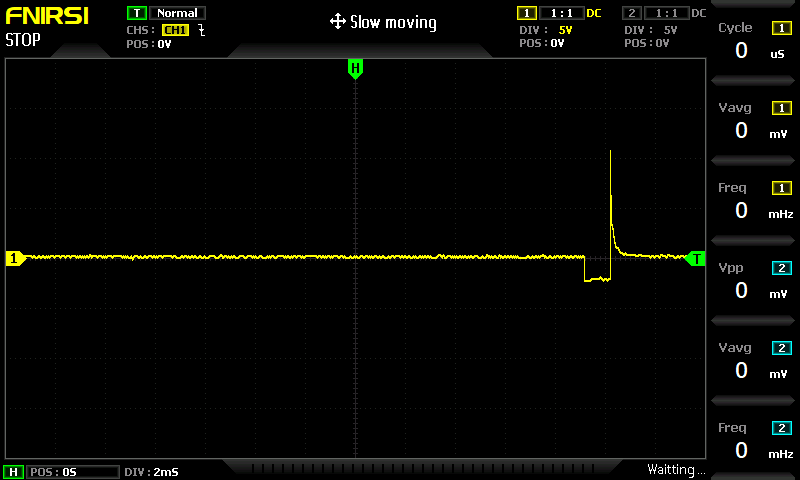 FNIRSI
STOP
T Normal
CHS: CH1
POS: 0V
Slow moving
1 1:1 DC
DIV: 5V
POS: 0V
2 1:1 DC
DIV: 5V
POS: 0V
H
1
T
Cycle 1
0 uS
Vavg 1
0 mV
Freq 1
0 mHz
Vpp 2
0 mV
Vavg 2
0 mV
Freq 2
0 mHz
H POS: 0S DIV: 2mS
Waitting...